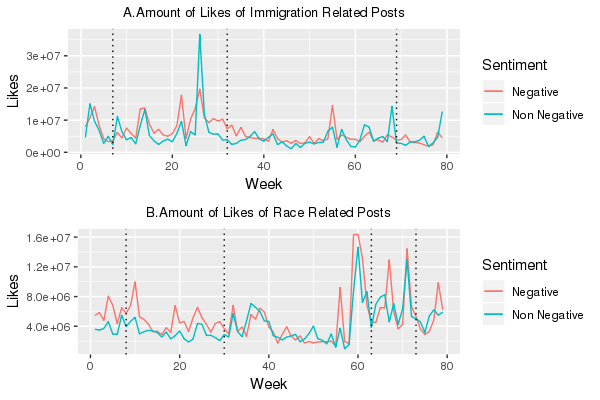 A.Amount of Likes of Immigration Related Posts
3e+07
2e+07
1e+07
0e+00
Likes
0 20 40 60 80
Week
Sentiment
Negative
Non Negative
B.Amount of Likes of Race Related Posts
1.6e+07
1.2e+07
8.0e+06
4.0e+06
Likes
0 20 40 60 80
Week
Sentiment
Negative
Non Negative